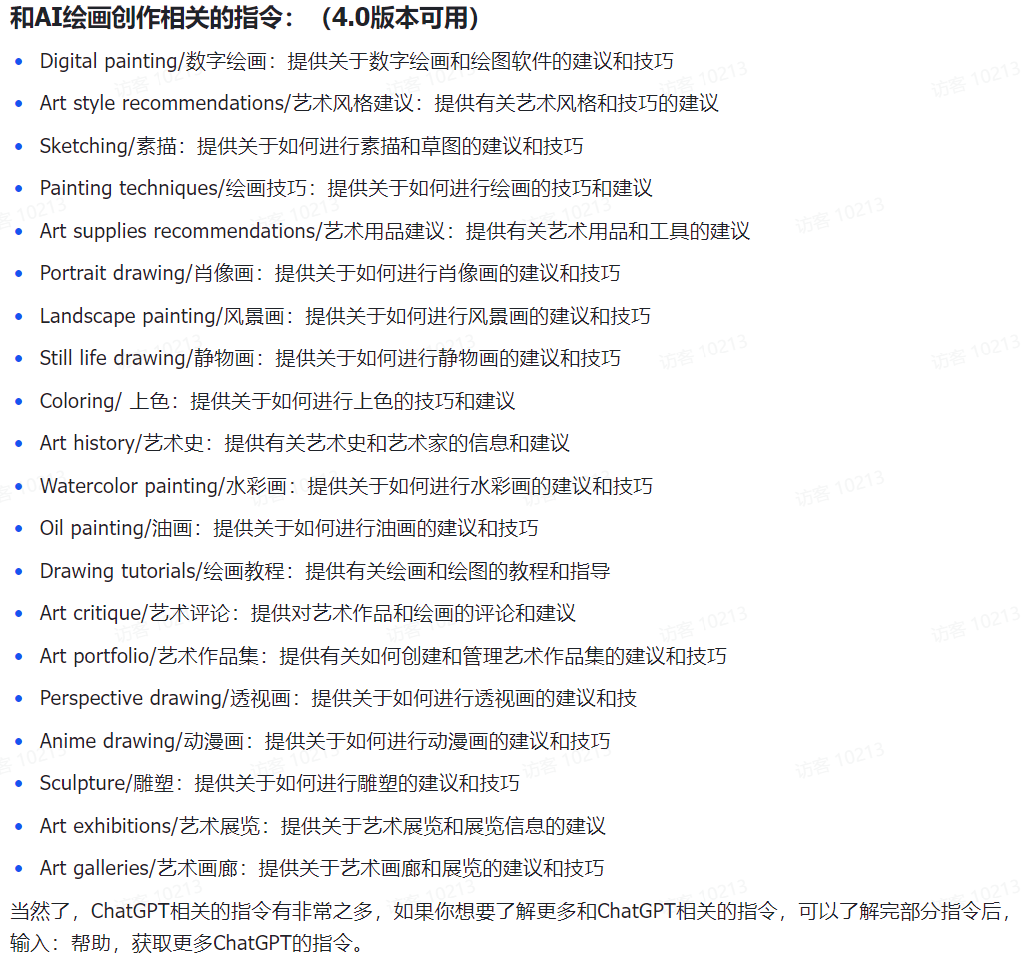 和AI绘画创作相关的指令：（4.0版本可用）
Digital painting/数字绘画：提供关于数字绘画和绘图软件的建议和技巧
Art style recommendations/艺术风格建议：提供有关艺术风格和技巧的建议
Sketching/素描：提供关于如何进行素描和草图的建议和技巧
Painting techniques/绘画技巧：提供关于如何进行绘画的技巧和建议
Art supplies recommendations/艺术用品建议：提供有关艺术用品和工具的建议
Portrait drawing/肖像画：提供关于如何进行肖像画的建议和技巧
Landscape painting/风景画：提供关于如何进行风景画的建议和技巧
Still life drawing/静物画：提供关于如何进行静物画的建议和技巧
Coloring/ 上色：提供关于如何进行上色的技巧和建议
Art history/艺术史：提供有关艺术史和艺术家的信息和建议
Watercolor painting/水彩画：提供关于如何进行水彩画的建议和技巧
Oil painting/油画：提供关于如何进行油画的建议和技巧
Drawing tutorials/绘画教程：提供有关绘画和绘图的教程和指导
Art critique/艺术评论：提供对艺术作品和绘画的评论和建议
Art portfolio/艺术作品集：提供有关如何创建和管理艺术作品集的建议和技巧
Perspective drawing/透视画：提供关于如何进行透视画的建议和技
Anime drawing/动漫画：提供关于如何进行动漫画的建议和技巧
Sculpture/雕塑：提供关于如何进行雕塑的建议和技巧
Art exhibitions/艺术展览：提供关于艺术展览和展览信息的建议
Art galleries/艺术画廊：提供关于艺术画廊和展览的建议和技巧
当然了，ChatGPT相关的指令有非常之多，如果你想要了解更多和ChatGPT相关的指令，可以了解完部分指令后，
输入：帮助，获取更多ChatGPT的指令。
访客 10213